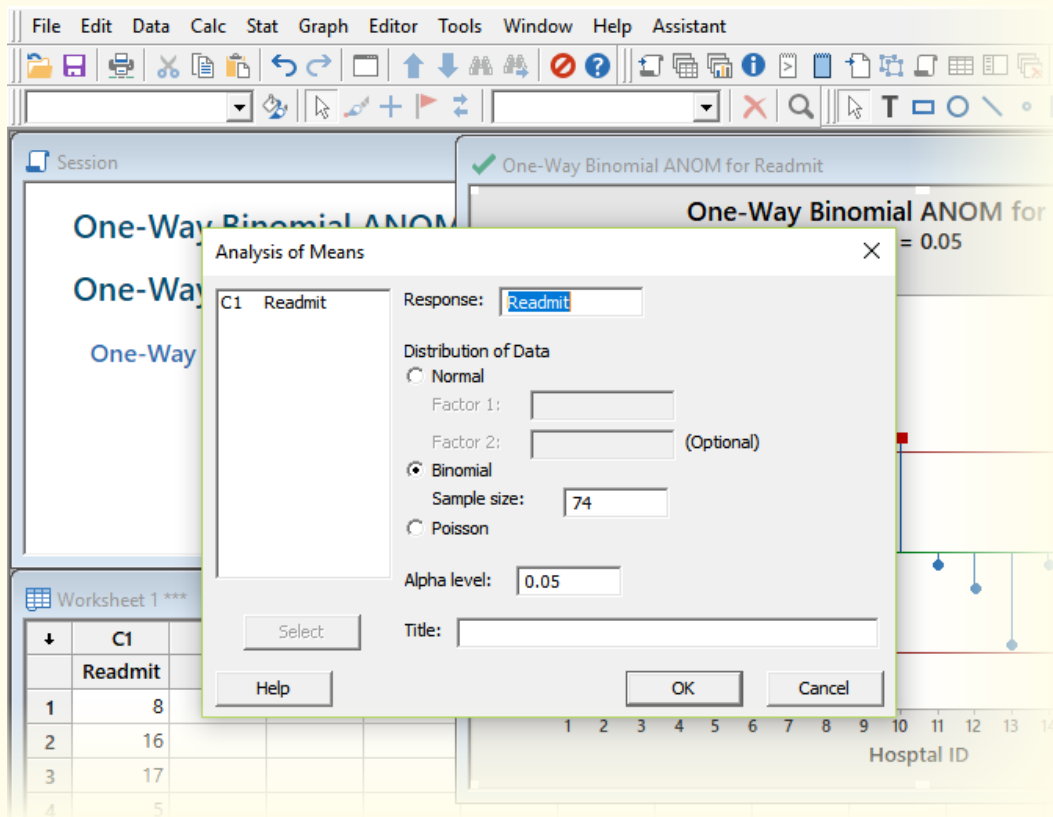 File Edit Data Calc Stat Graph Editor Tools Window Help Assistant
T
Session
One-Way Binomial ANOM
One-Way
One-Way
One-Way Binomial ANOM for Readmit
One-Way Binomial ANOM for
= 0.05
Analysis of Means
C1 Readmit
Response: Readmit
Distribution of Data
Normal
Factor 1:
Factor 2: (Optional)
Binomial
Sample size: 74
Poisson
Alpha level: 0.05
Select
Title:
Help OK Cancel
Worksheet 1 ***
C1
Readmit
1 8
2 16
3 17
4 5
1 2 3 4 5 6 7 8 9 10 11 12 13 14
Hosptal ID